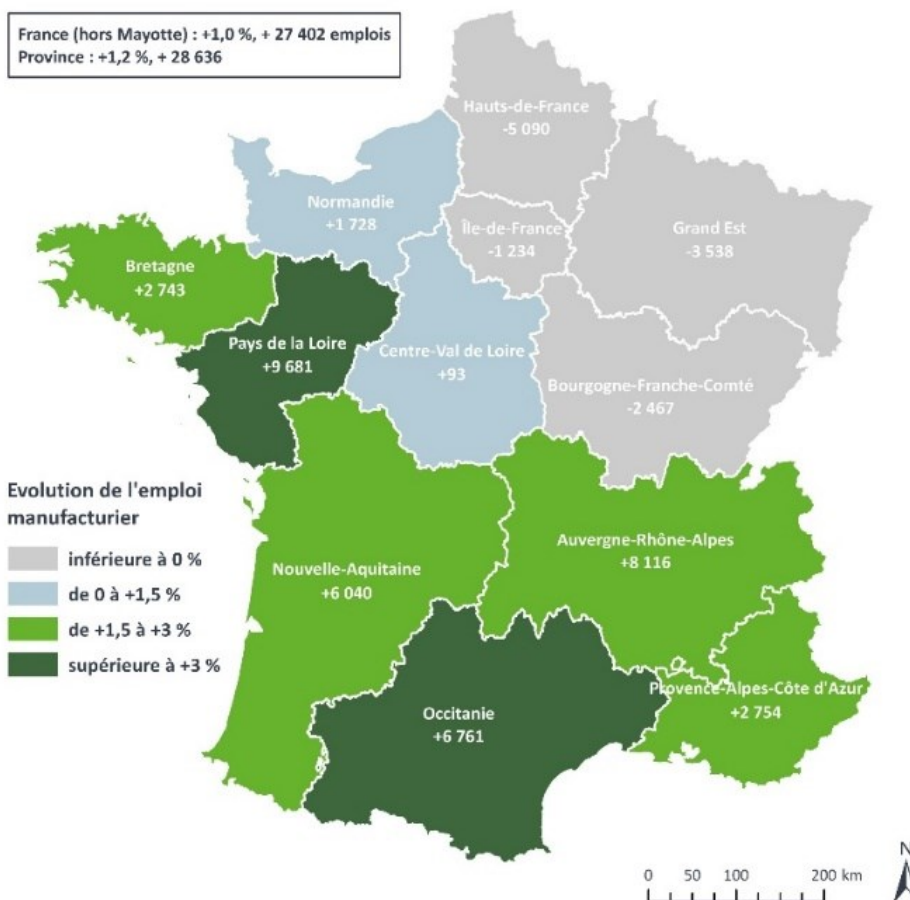 France (hors Mayotte) : +1,0 %, + 27 402 emplois
Province : +1,2 %, + 28 636
Hauts-de-France
-5 090
Normandie
+1 728
Île-de-France
-1 234
Grand Est
-3 538
Bretagne
+2 743
Pays de la Loire
+9 681
Centre-Val de Loire
+93
Bourgogne-Franche-Comté
-2 467
Evolution de l'emploi
manufacturier
inférieure à 0 %
de 0 à +1,5 %
de +1,5 à +3 %
supérieure à +3 %
Auvergne-Rhône-Alpes
+8 116
Nouvelle-Aquitaine
+6 040
Provence-Alpes-Côte d'Azur
+2 754
Occitanie
+6 761
N
0 50 100 200 km